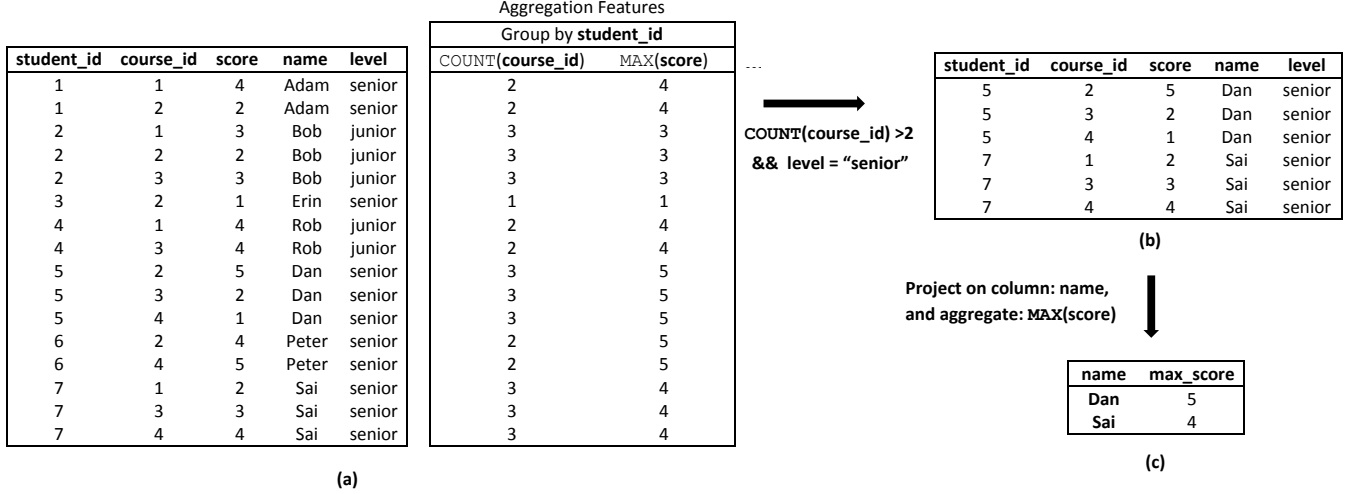 Aggregation Features
Group by student_id
student_id course_id score name level COUNT(course_id) MAX(score) ...
1 1 4 Adam senior 2 4
1 2 2 Adam senior 2 4
2 1 3 Bob junior 3 3
2 2 2 Bob junior 3 3
2 3 3 Bob junior 3 3
3 2 1 Erin senior 1 1
4 1 4 Rob junior 2 4
4 3 4 Rob junior 2 4
5 2 5 Dan senior 3 5
5 3 2 Dan senior 3 5
5 4 1 Dan senior 3 5
6 2 4 Peter senior 2 5
6 4 5 Peter senior 2 5
7 1 2 Sai senior 3 4
7 3 3 Sai senior 3 4
7 4 4 Sai senior 3 4
(a)
COUNT(course_id) >2
&& level = “senior”
student_id course_id score name level
5 2 5 Dan senior
5 3 2 Dan senior
5 4 1 Dan senior
7 1 2 Sai senior
7 3 3 Sai senior
7 4 4 Sai senior
(b)
Project on column: name,
and aggregate: MAX(score)
name max_score
Dan 5
Sai 4
(c)